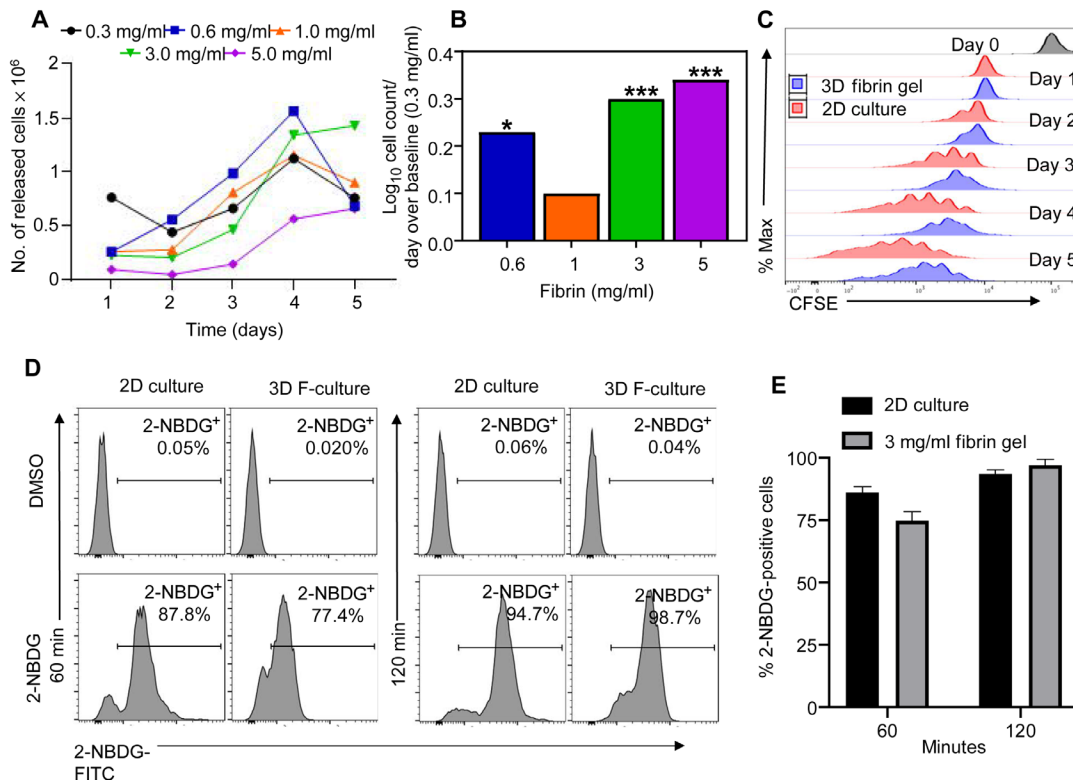 A
0.3 mg/ml 0.6 mg/ml 1.0 mg/ml
3.0 mg/ml 5.0 mg/ml
No. of released cells × 10⁶
2
1.5
1
0.5
0
1 2 3 4 5
Time (days)
B
Log₁₀ cell count/
day over baseline (0.3 mg/ml)
0.4
0.3
0.2
0.1
0.0
*
***
***
0.6 1 3 5
Fibrin (mg/ml)
C
% Max
Day 0
Day 1
3D fibrin gel
2D culture
Day 2
Day 3
Day 4
Day 5
-10² 0 10³ 10⁴ 10⁵
CFSE
D
2D culture 3D F-culture 2D culture 3D F-culture
DMSO
2-NBDG⁺
0.05%
2-NBDG⁺
0.020%
2-NBDG⁺
0.06%
2-NBDG⁺
0.04%
2-NBDG
60 min
2-NBDG⁺
87.8%
2-NBDG⁺
77.4%
120 min
2-NBDG⁺
94.7%
2-NBDG⁺
98.7%
2-NBDG-
FITC
E
2D culture
3 mg/ml fibrin gel
% 2-NBDG-positive cells
100
75
50
25
0
60 120
Minutes